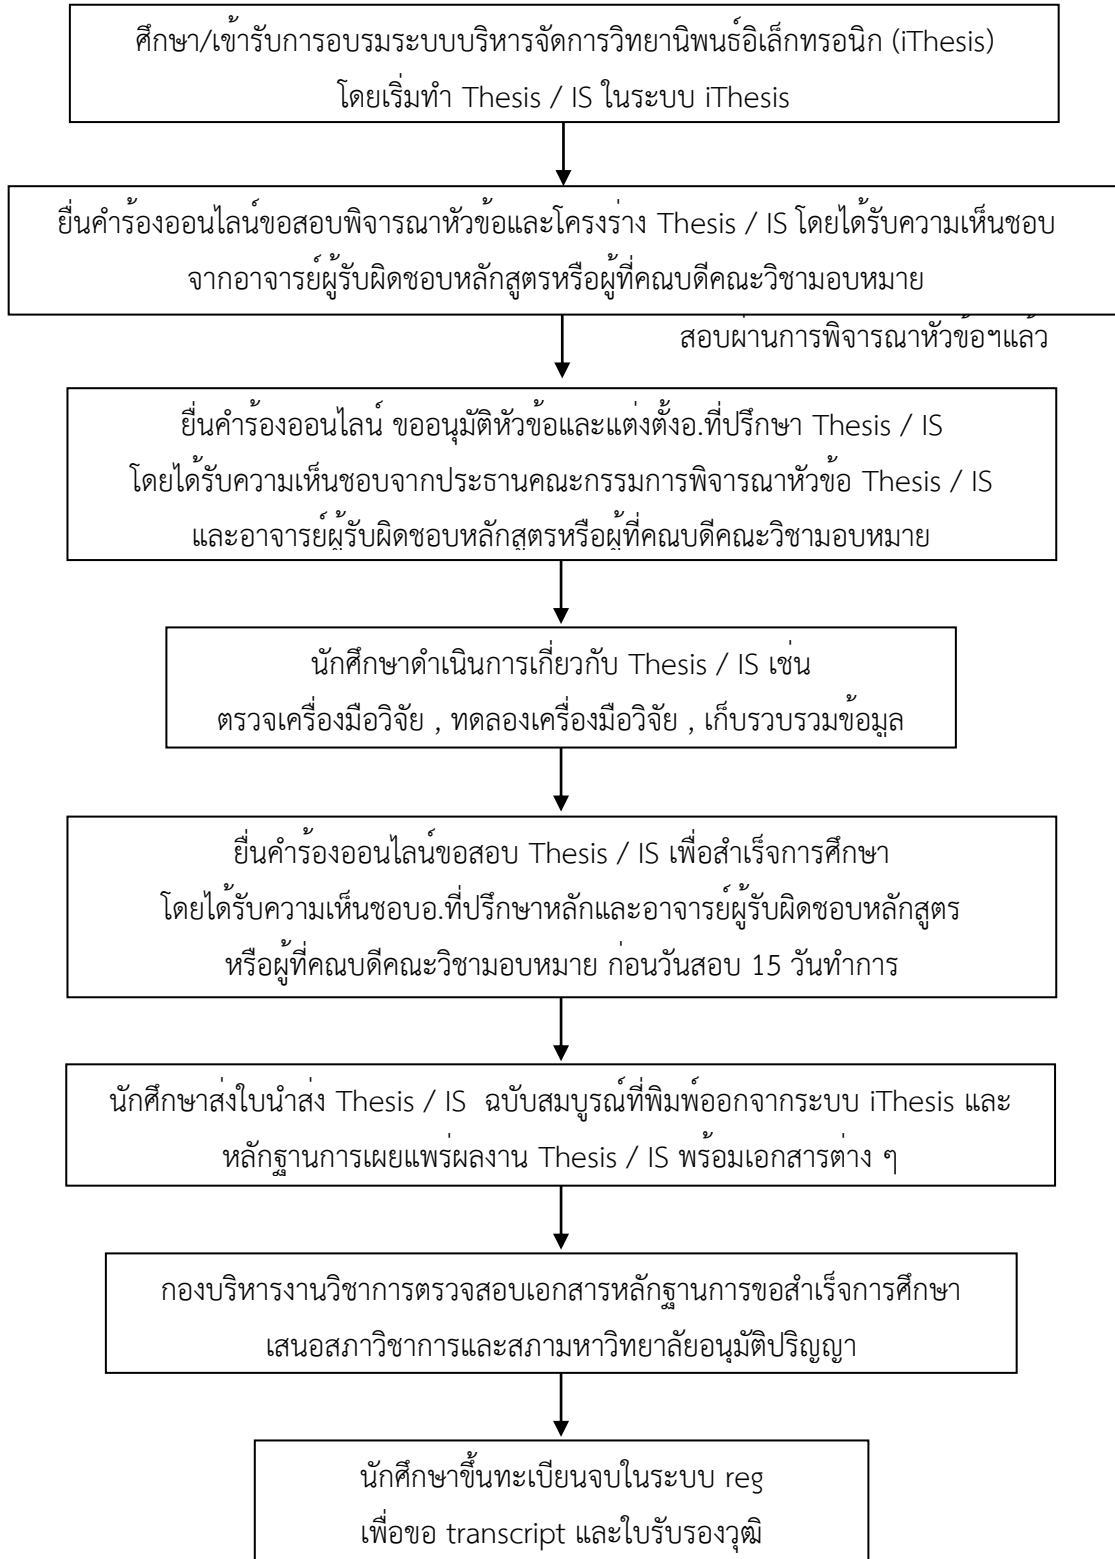 ศึกษา/เข้ารับการอบรมระบบบริหารจัดการวิทยานิพนธ์อิเล็กทรอนิก (iThesis)
โดยเริ่มทำ Thesis / IS ในระบบ iThesis
ยื่นคำร้องออนไลน์ขอสอบพิจารณาหัวข้อและโครงร่าง Thesis / IS โดยได้รับความเห็นชอบ
จากอาจารย์ผู้รับผิดชอบหลักสูตรหรือผู้ที่คณบดีคณะวิชามอบหมาย
สอบผ่านการพิจารณาหัวข้อฯแล้ว
ยื่นคำร้องออนไลน์ ขออนุมัติหัวข้อและแต่งตั้งอ.ที่ปรึกษา Thesis / IS
โดยได้รับความเห็นชอบจากประธานคณะกรรมการพิจารณาหัวข้อ Thesis / IS
และอาจารย์ผู้รับผิดชอบหลักสูตรหรือผู้ที่คณบดีคณะวิชามอบหมาย
นักศึกษาดำเนินการเกี่ยวกับ Thesis / IS เช่น
ตรวจเครื่องมือวิจัย , ทดลองเครื่องมือวิจัย , เก็บรวบรวมข้อมูล
ยื่นคำร้องออนไลน์ขอสอบ Thesis / IS เพื่อสำเร็จการศึกษา
โดยได้รับความเห็นชอบอ.ที่ปรึกษาหลักและอาจารย์ผู้รับผิดชอบหลักสูตร
หรือผู้ที่คณบดีคณะวิชามอบหมาย ก่อนวันสอบ 15 วันทำการ
นักศึกษาส่งใบนำส่ง Thesis / IS ฉบับสมบูรณ์ที่พิมพ์ออกจากระบบ iThesis และ
หลักฐานการเผยแพร่ผลงาน Thesis / IS พร้อมเอกสารต่าง ๆ
กองบริหารงานวิชาการตรวจสอบเอกสารหลักฐานการขอสำเร็จการศึกษา
เสนอสภาวิชาการและสภามหาวิทยาลัยอนุมัติปริญญา
นักศึกษาขึ้นทะเบียนจบในระบบ reg
เพื่อขอ transcript และใบรับรองวุฒิ